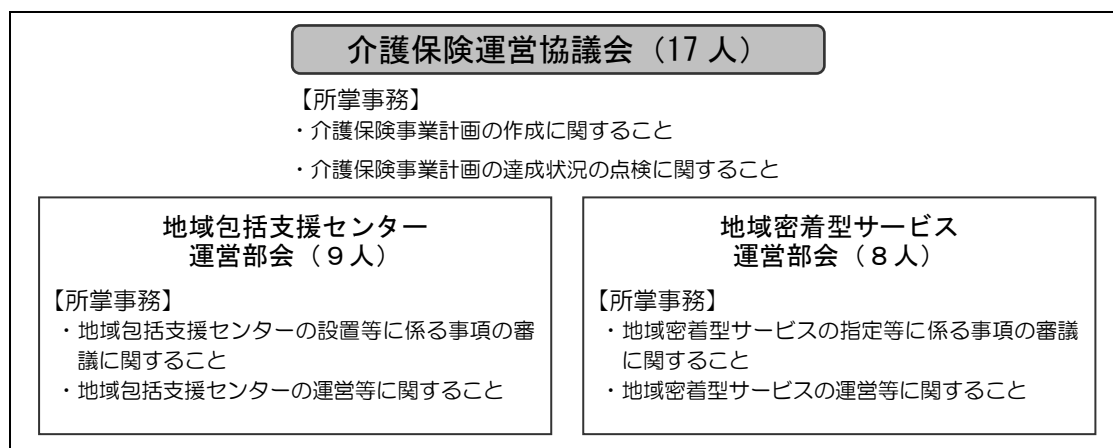 介護保険運営協議会（17人）
【所掌事務】
・介護保険事業計画の作成に関すること
・介護保険事業計画の達成状況の点検に関すること
地域包括支援センター
運営部会（９人）
【所掌事務】
・地域包括支援センターの設置等に係る事項の審
議に関すること
・地域包括支援センターの運営等に関すること
地域密着型サービス
運営部会（８人）
【所掌事務】
・地域密着型サービスの指定等に係る事項の審議
に関すること
・地域密着型サービスの運営等に関すること